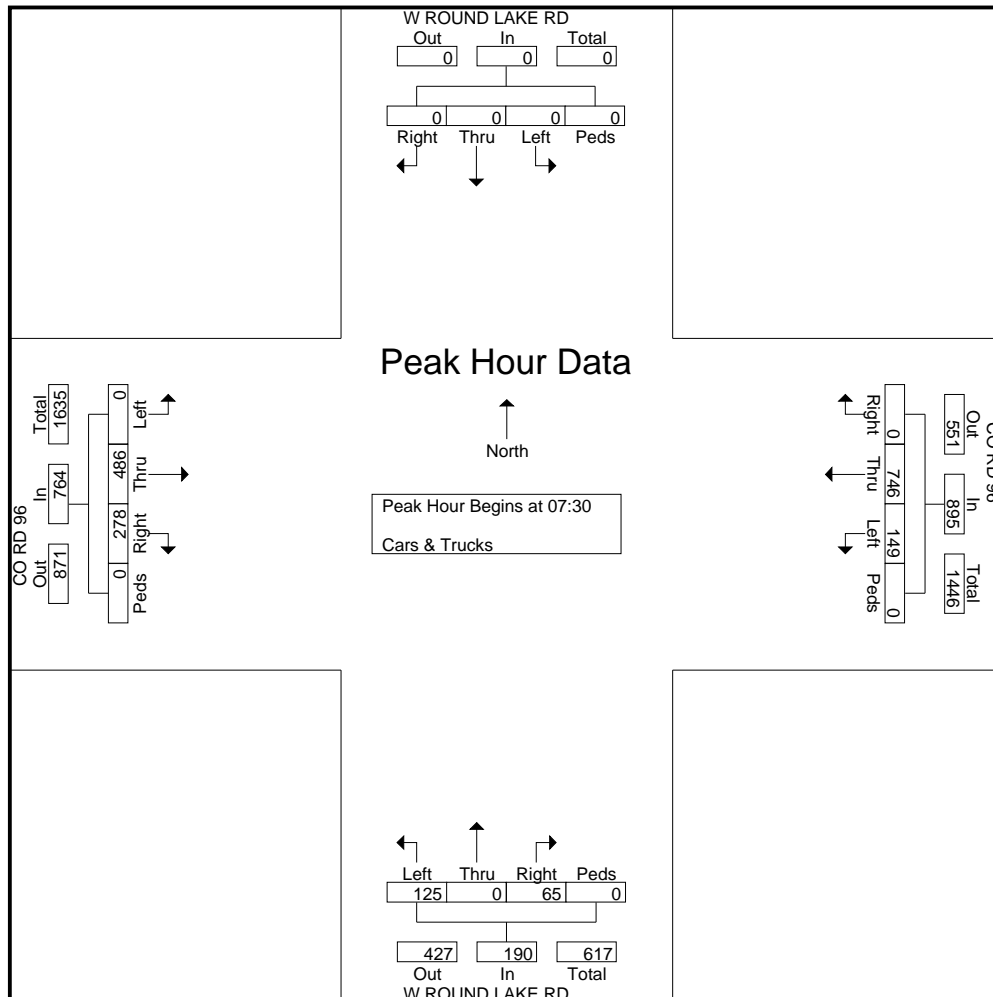 W ROUND LAKE RD
Out In Total
0 0 0
0 0 0 0
Right Thru Left Peds
Peak Hour Data
North
Peak Hour Begins at 07:30
Cars & Trucks
CO RD 96
Out In Total
871 764 1635
0 486 278 0
Left Thru Right Peds
CO RD 96
Out In Total
551 895 1446
0 746 149 0
Right Thru Left Peds
Left Thru Right Peds
125 0 65 0
427 190 617
Out In Total
W ROUND LAKE RD